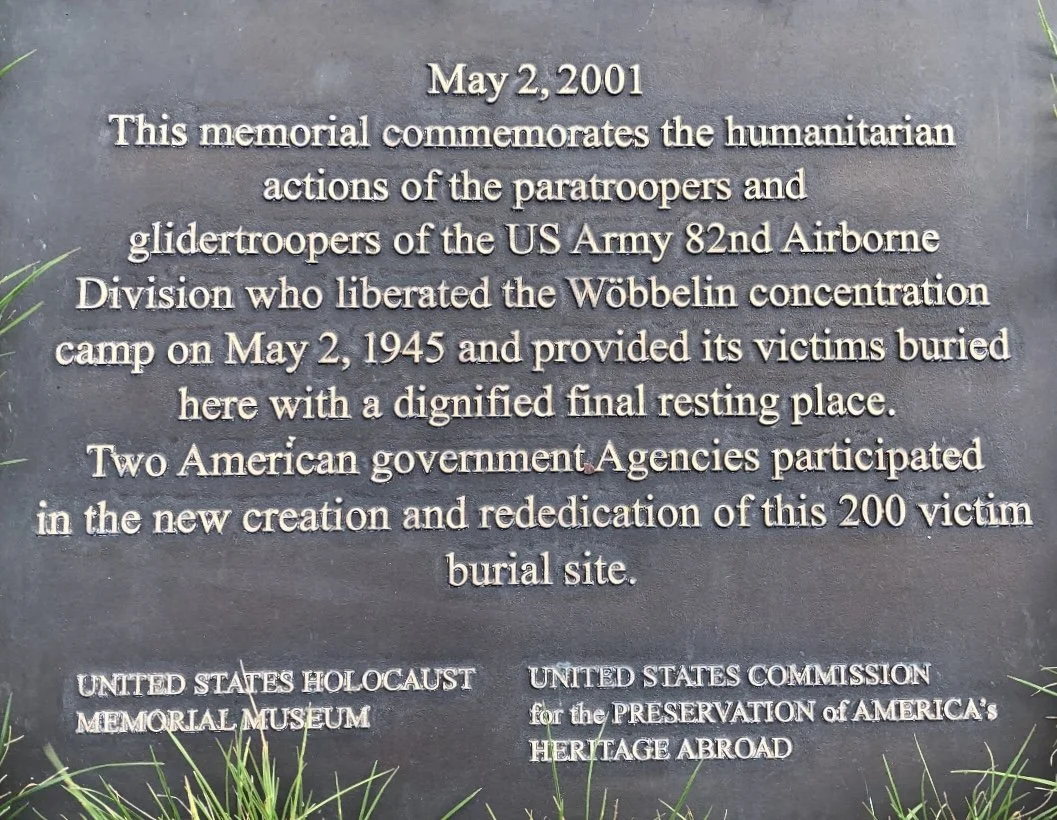 May 2, 2001
This memorial commemorates the humanitarian
actions of the paratroopers and
glidertroopers of the US Army 82nd Airborne
Division who liberated the Wöbbelin concentration
camp on May 2, 1945 and provided its victims buried
here with a dignified final resting place.
Two American government Agencies participated
in the new creation and rededication of this 200 victim
burial site.
UNITED STATES HOLOCAUST
MEMORIAL MUSEUM
UNITED STATES COMMISSION
for the PRESERVATION of AMERICA's
HERITAGE ABROAD